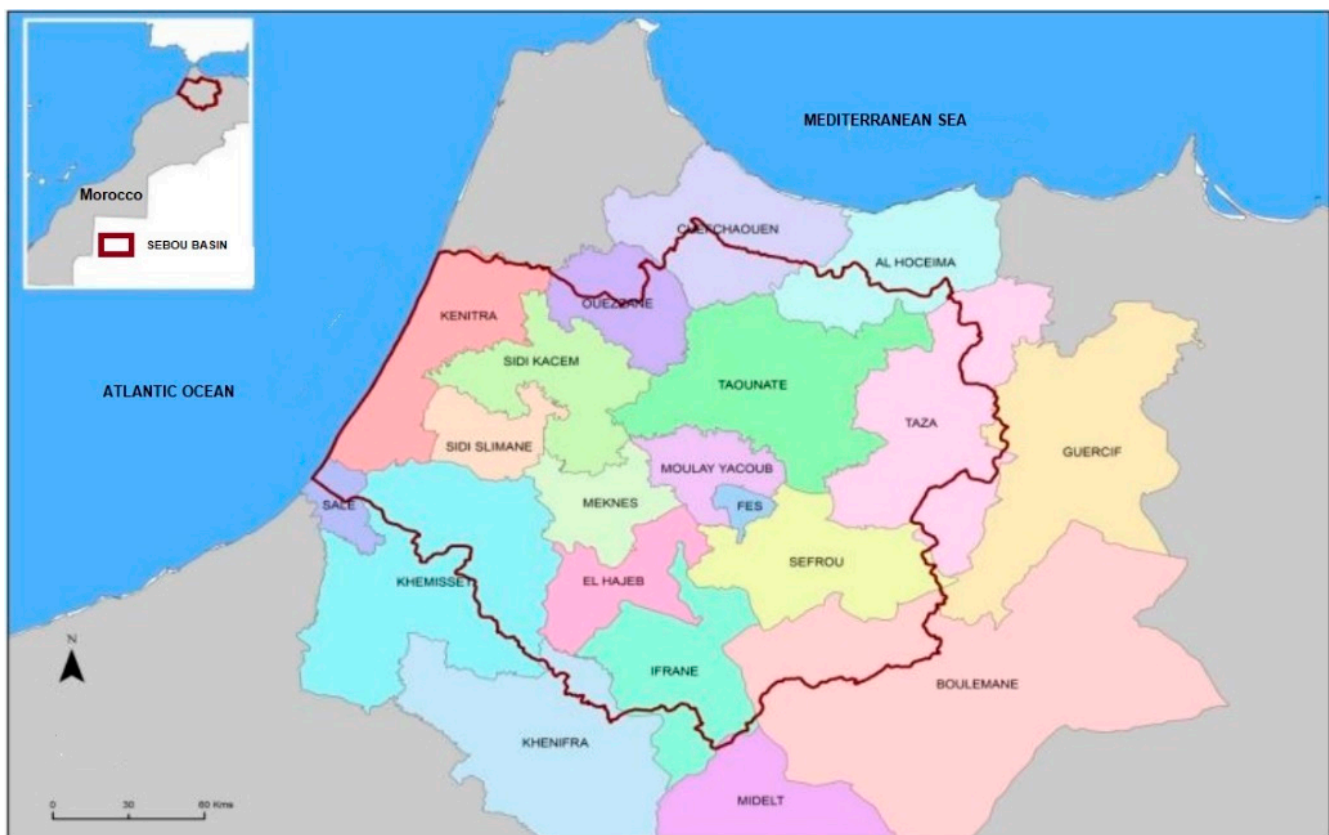 MEDITERRANEAN SEA
Morocco
SEBOU BASIN
CHEFCHAOUEN
AL HOCEIMA
OUEZZANE
KENITRA
SIDI KACEM
ATLANTIC OCEAN
TAOUNATE
TAZA
SIDI SLIMANE
GUERCIF
MOULAY YACOUB
SALE
MEKNES
FES
SEFROU
KHEMISSET
EL HAJEB
N
IFRANE
BOULEMANE
KHENIFRA
MIDELT
0 30 60 Kms